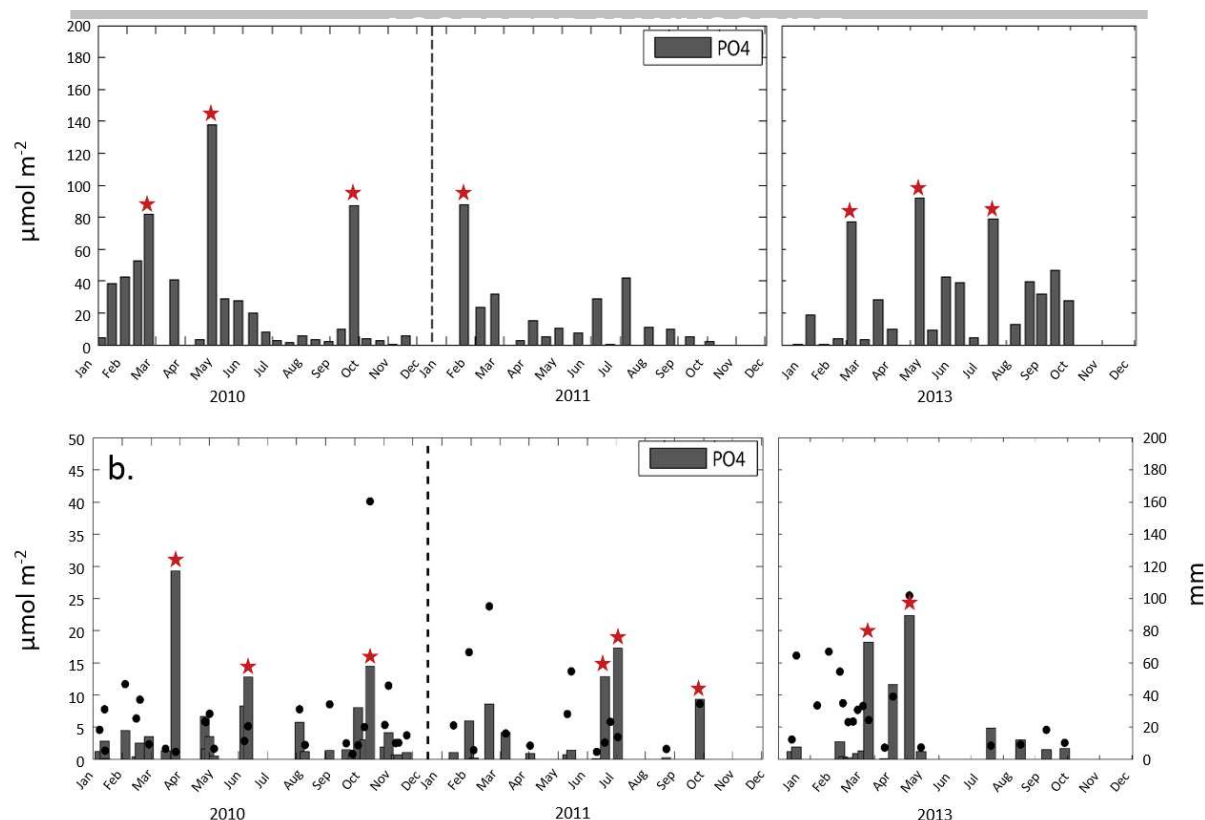 200
180
160
140
120
100
80
60
40
20
0
μmol m-2
PO4
Jan Feb Mar Apr May Jun Jul Aug Sep Oct Nov Dec Jan Feb Mar Apr May Jun Jul Aug Sep Oct Nov Dec
Jan Feb Mar Apr May Jun Jul Aug Sep Oct Nov Dec
2010 2011 2013
b.
50
45
40
35
30
25
20
15
10
5
0
μmol m-2
PO4
200
180
160
140
120
100
80
60
40
20
0
mm
Jan Feb Mar Apr May Jun Jul Aug Sep Oct Nov Dec Jan Feb Mar Apr May Jun Jul Aug Sep Oct Nov Dec
Jan Feb Mar Apr May Jun Jul Aug Sep Oct Nov Dec
2010 2011 2013